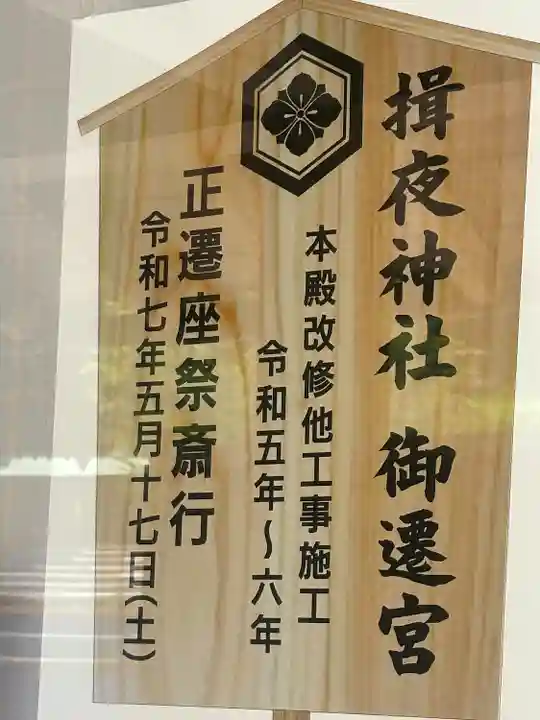 揖夜神社 御遷宮
本殿改修他工事施工
令和五年～六年
正遷座祭斎行
令和七年五月十七日(土)